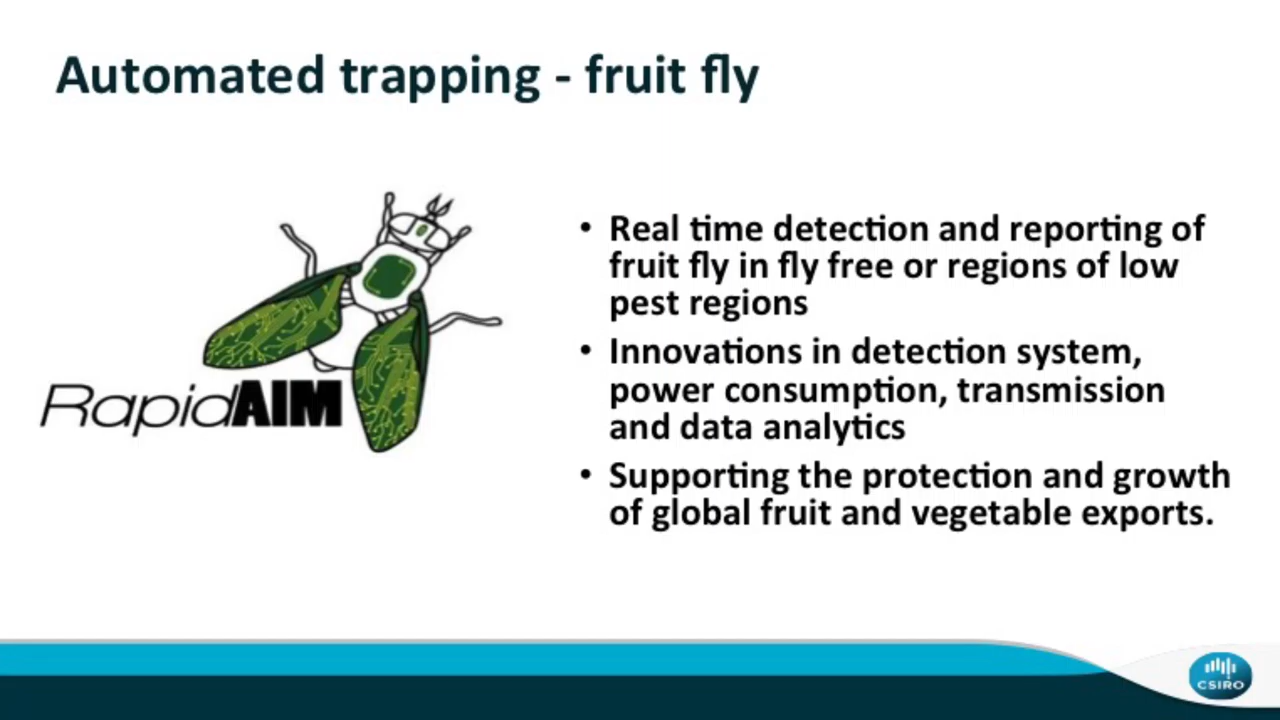 Automated trapping - fruit fly
RapidAIM
• Real time detection and reporting of
fruit fly in fly free or regions of low
pest regions
• Innovations in detection system,
power consumption, transmission
and data analytics
• Supporting the protection and growth
of global fruit and vegetable exports.
CSIRO